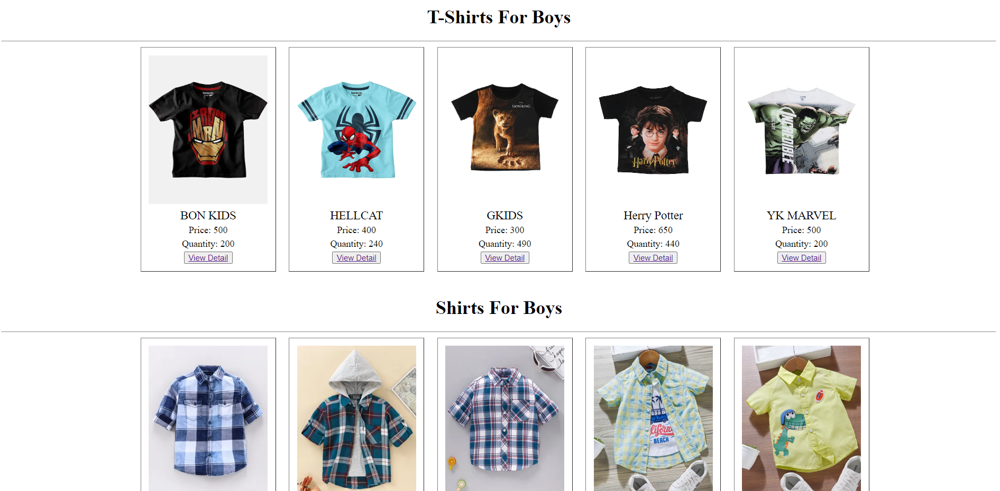 T-Shirts For Boys
IRON
MAN
bonkids
bonkids
LION KING
Harry Potter
INCREDIBLE
BON KIDS
HELLCAT
GKIDS
Herry Potter
YK MARVEL
Price: 500
Price: 400
Price: 300
Price: 650
Price: 500
Quantity: 200
Quantity: 240
Quantity: 490
Quantity: 440
Quantity: 200
View Detail
View Detail
View Detail
View Detail
View Detail
Shirts For Boys
BEACH